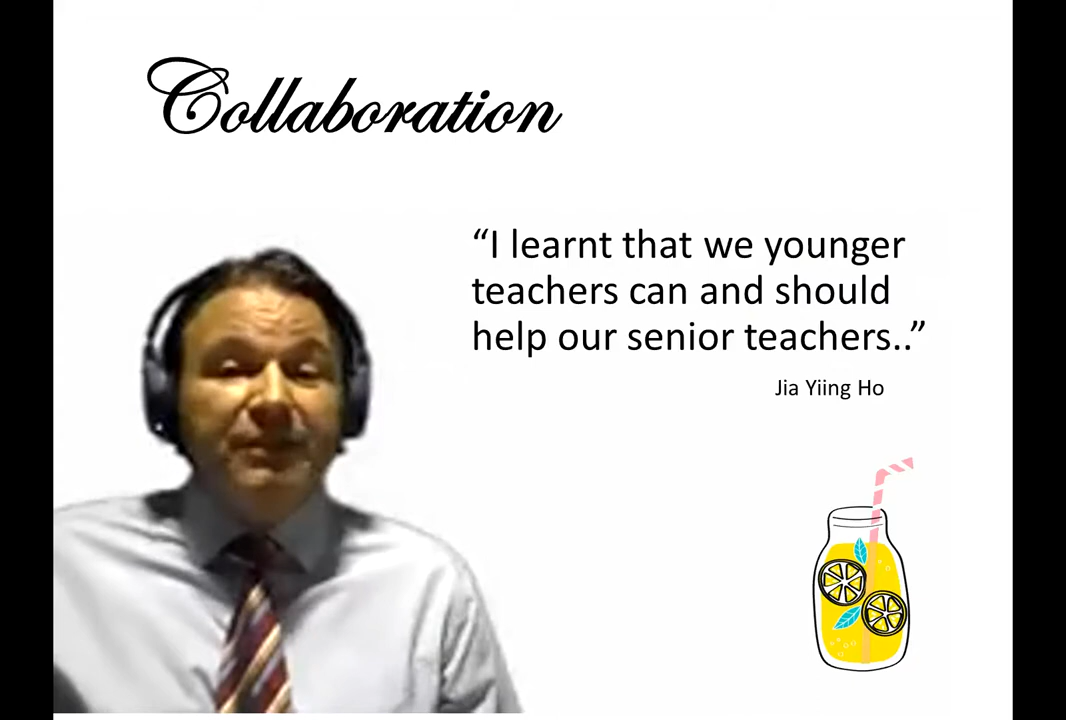 Collaboration
“I learnt that we younger
teachers can and should
help our senior teachers..”
Jia Yiing Ho